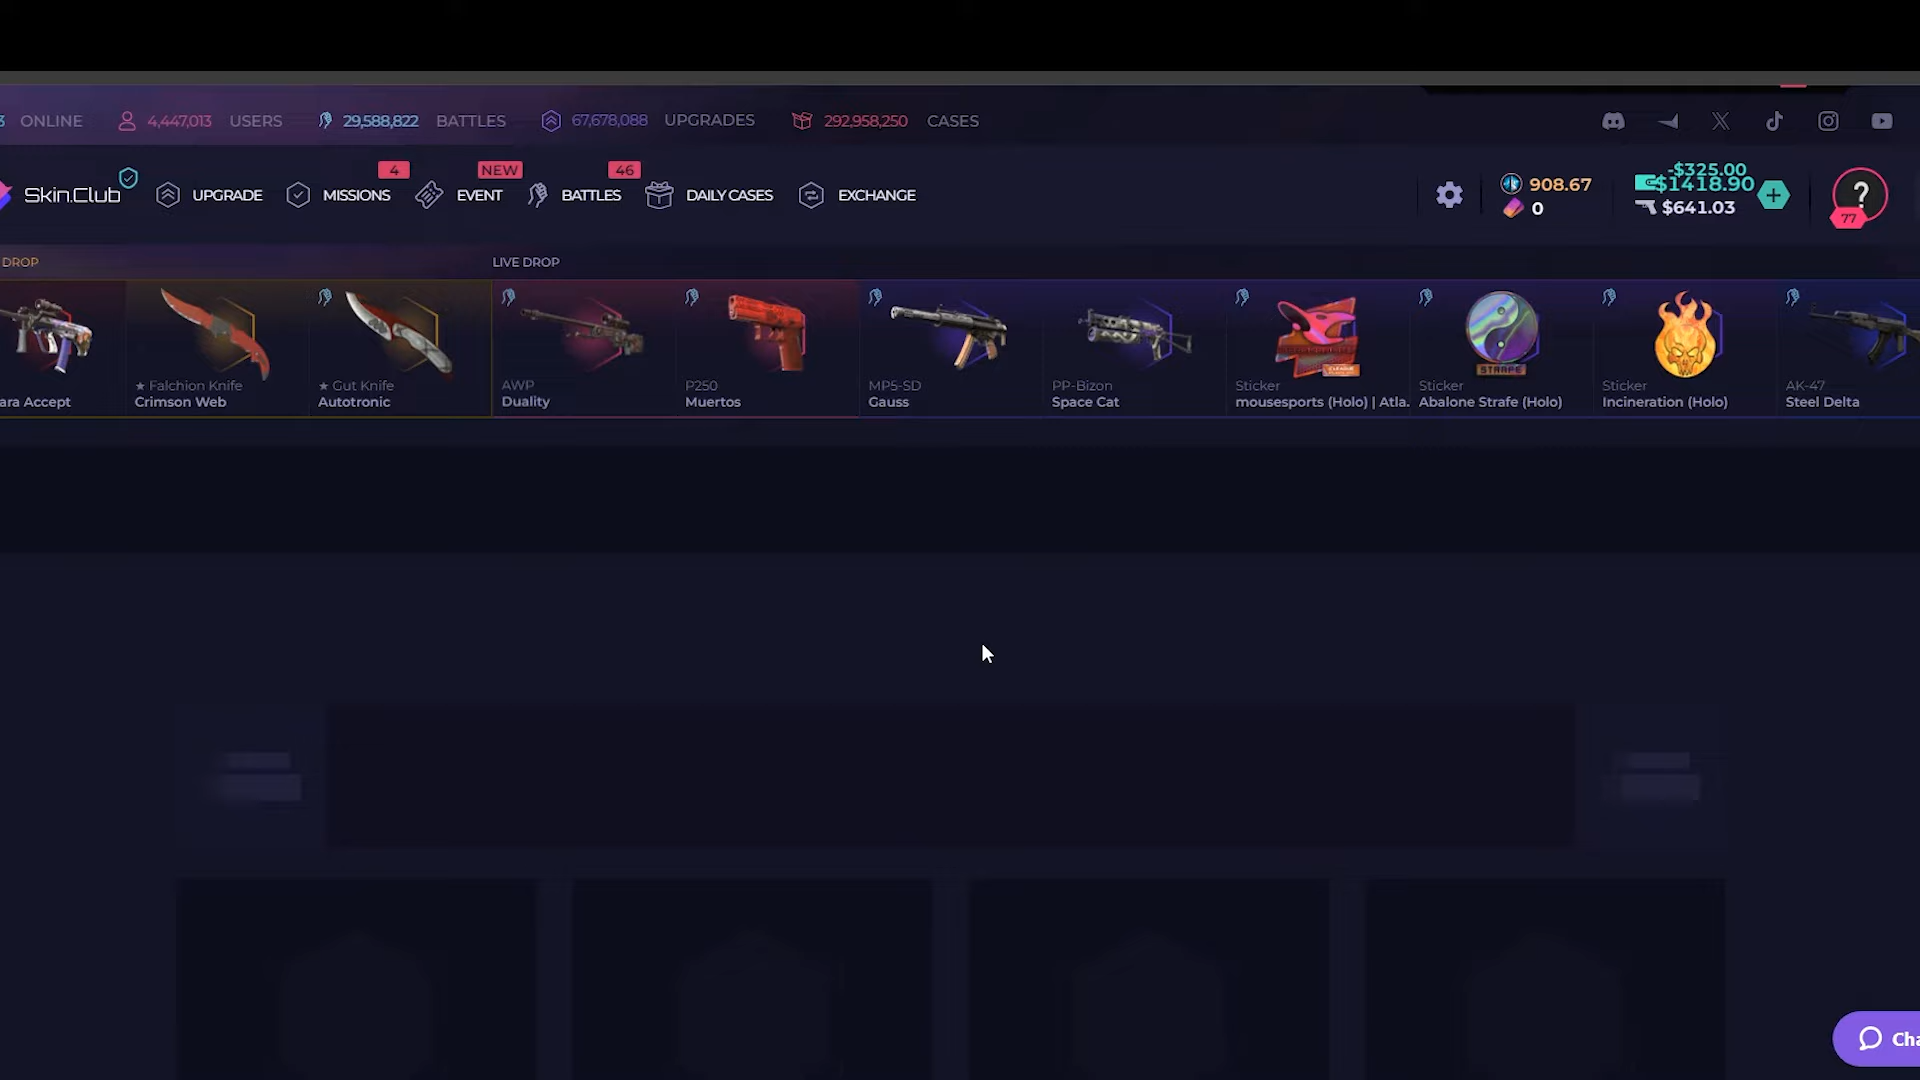 ONLINE 4,447,013 USERS 29,588,822 BATTLES 67,678,088 UPGRADES 292,958,250 CASES
4 NEW 46
Skin.Club UPGRADE MISSIONS EVENT BATTLES DAILY CASES EXCHANGE
-$325.00
908.67 $1418.90
0 $641.03
?
77
DROP LIVE DROP
★ Falchion Knife ★ Gut Knife AWP P250 MP5-SD PP-Bizon Sticker Sticker Sticker AK-47
ara Accept Crimson Web Autotronic Duality Muertos Gauss Space Cat mousesports (Holo) | Atla. Abalone Strafe (Holo) Incineration (Holo) Steel Delta
STRAFE
Cha